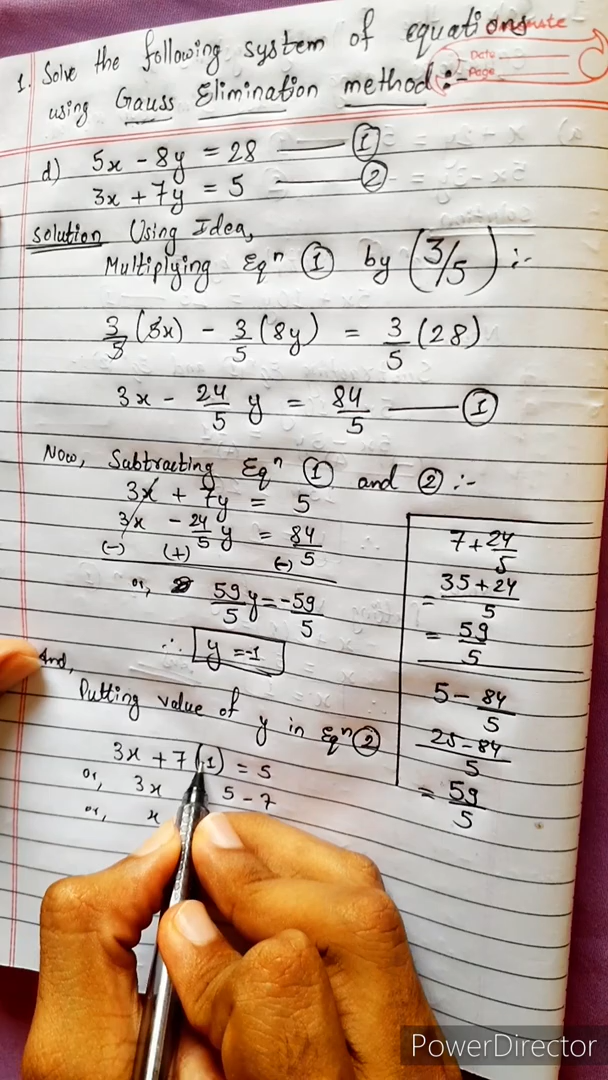 1. Solve the following system of equations
Date
Page
using Gauss Elimination method :-
d) 5x - 8y = 28 —— ①
3x + 7y = 5 —— ②
Solution Using Idea,
Multiplying Eqⁿ ① by (3/5) :-
3/5 (5x) - 3/5 (8y) = 3/5 (28)
3x - 24/5 y = 84/5 —— ①
Now, Subtracting Eqⁿ ① and ② :-
3x + 7y = 5
3x - 24/5 y = 84/5
(-) (+) (-)
or, 59/5 y = -59/5
∴ y = -1
And,
Putting value of y in Eqⁿ ②
3x + 7(-1) = 5
or, 3x 5 - 7
or, x
7 + 24/5
= 35+24/5
= 59/5
5 - 84/5
25-84/5
= 59/5
PowerDirector